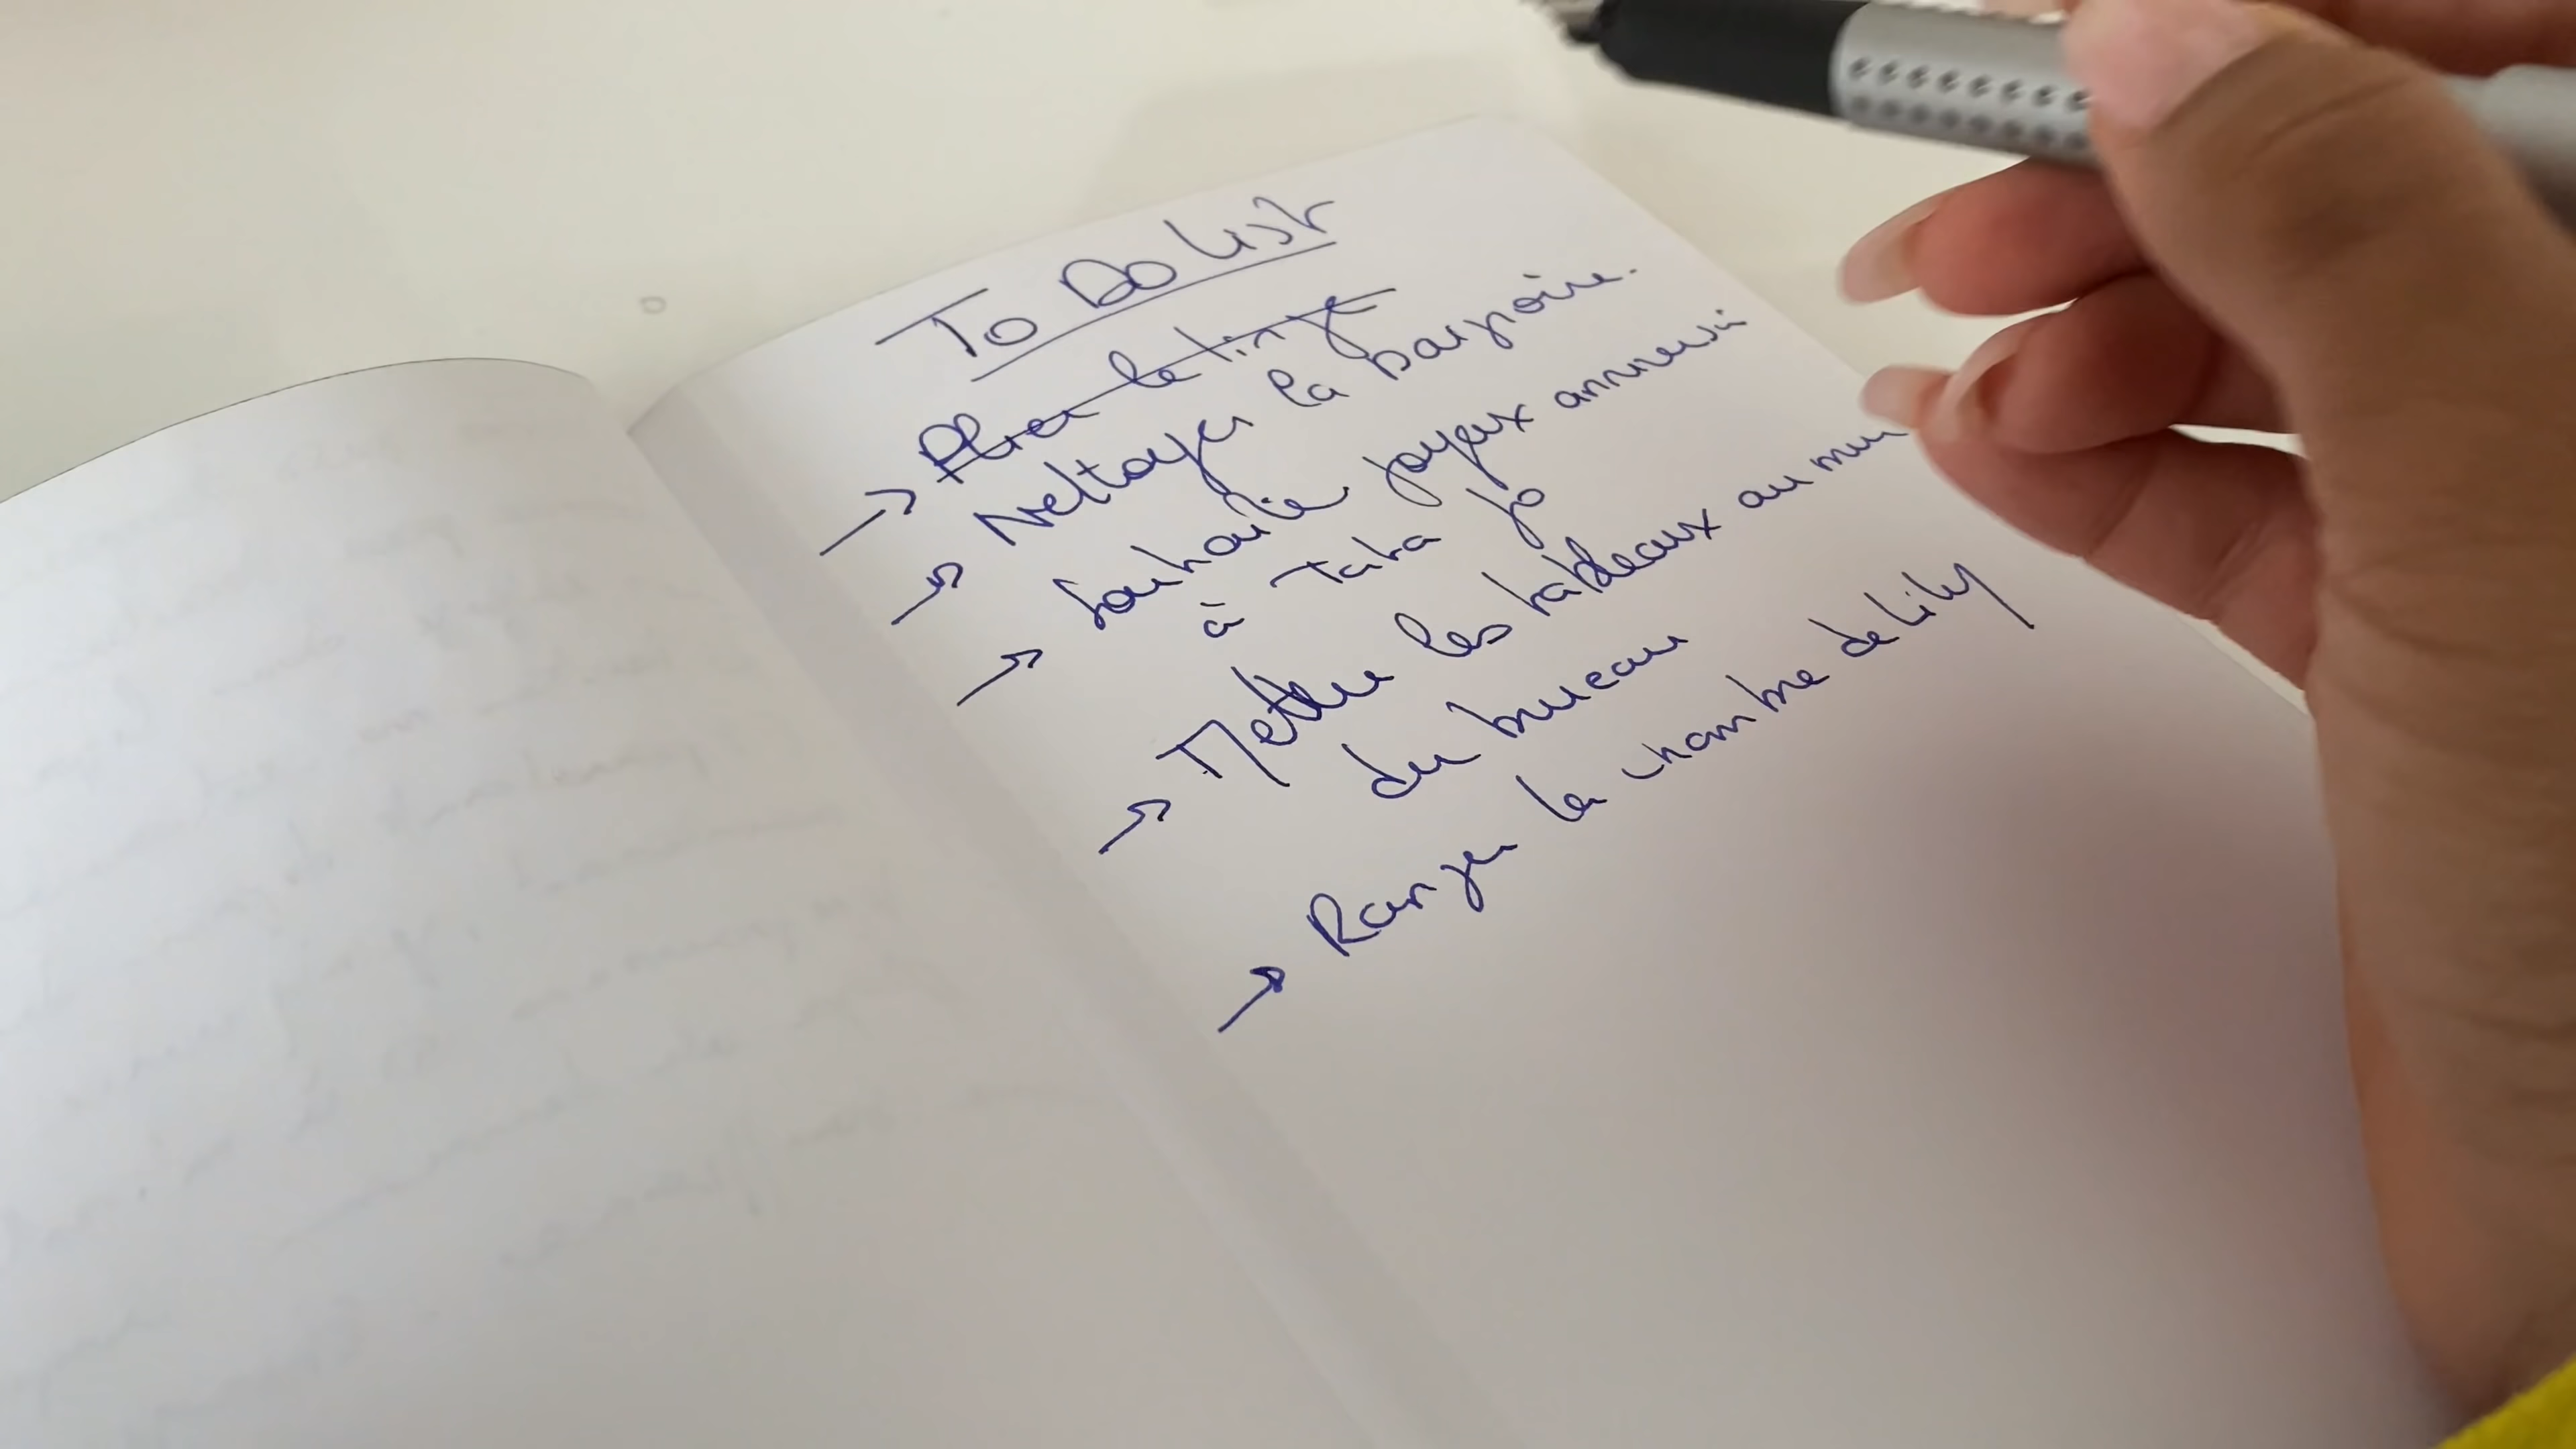 To Do List
→ Plier le linge
→ Nettoyer la baignoire.
→ Souhaiter joyeux anniversai
à Tata Jo
→ Mettre les tableaux au mur
du bureau
→ Ranger la chambre de Lily